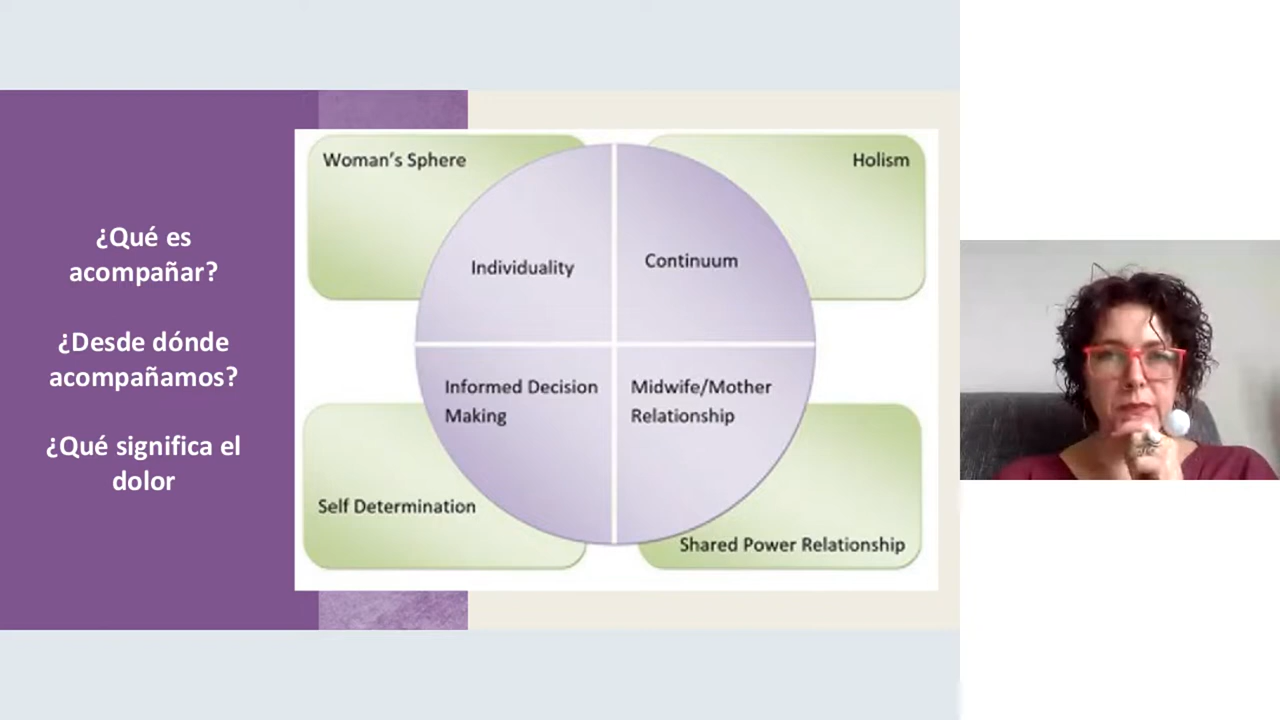 ¿Qué es
acompañar?
¿Desde dónde
acompañamos?
¿Qué significa el
dolor
Woman's Sphere
Holism
Individuality
Continuum
Informed Decision
Making
Midwife/Mother
Relationship
Self Determination
Shared Power Relationship